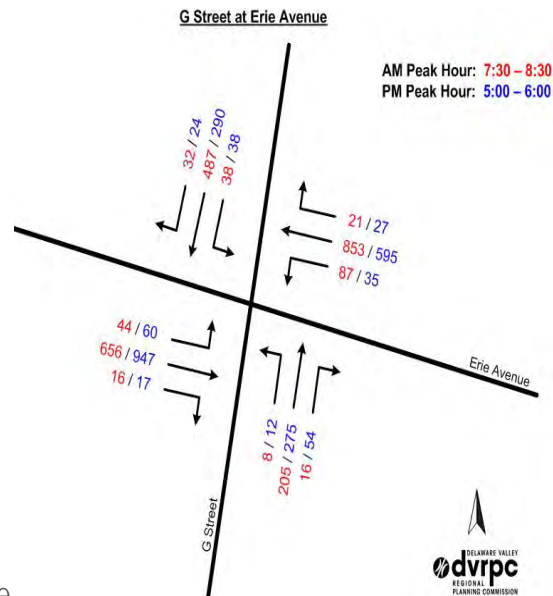 G Street at Erie Avenue
AM Peak Hour: 7:30 – 8:30
PM Peak Hour: 5:00 – 6:00
32 / 24
487 / 290
38 / 38
21 / 27
853 / 595
87 / 35
44 / 60
656 / 947
16 / 17
8 / 12
205 / 275
16 / 54
Erie Avenue
G Street
DELAWARE VALLEY
dvrpc
REGIONAL
PLANNING COMMISSION
e